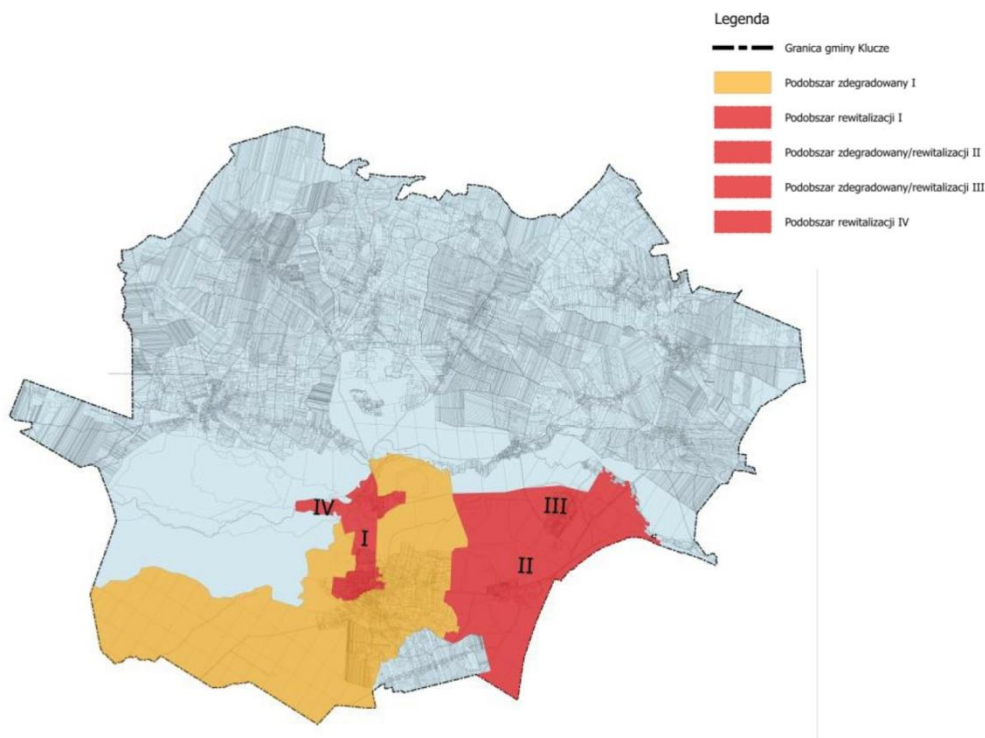 Legenda
Granica gminy Klucze
Podobszar zdegradowany I
Podobszar rewitalizacji I
Podobszar zdegradowany/rewitalizacji II
Podobszar zdegradowany/rewitalizacji III
Podobszar rewitalizacji IV
IV
III
I
II